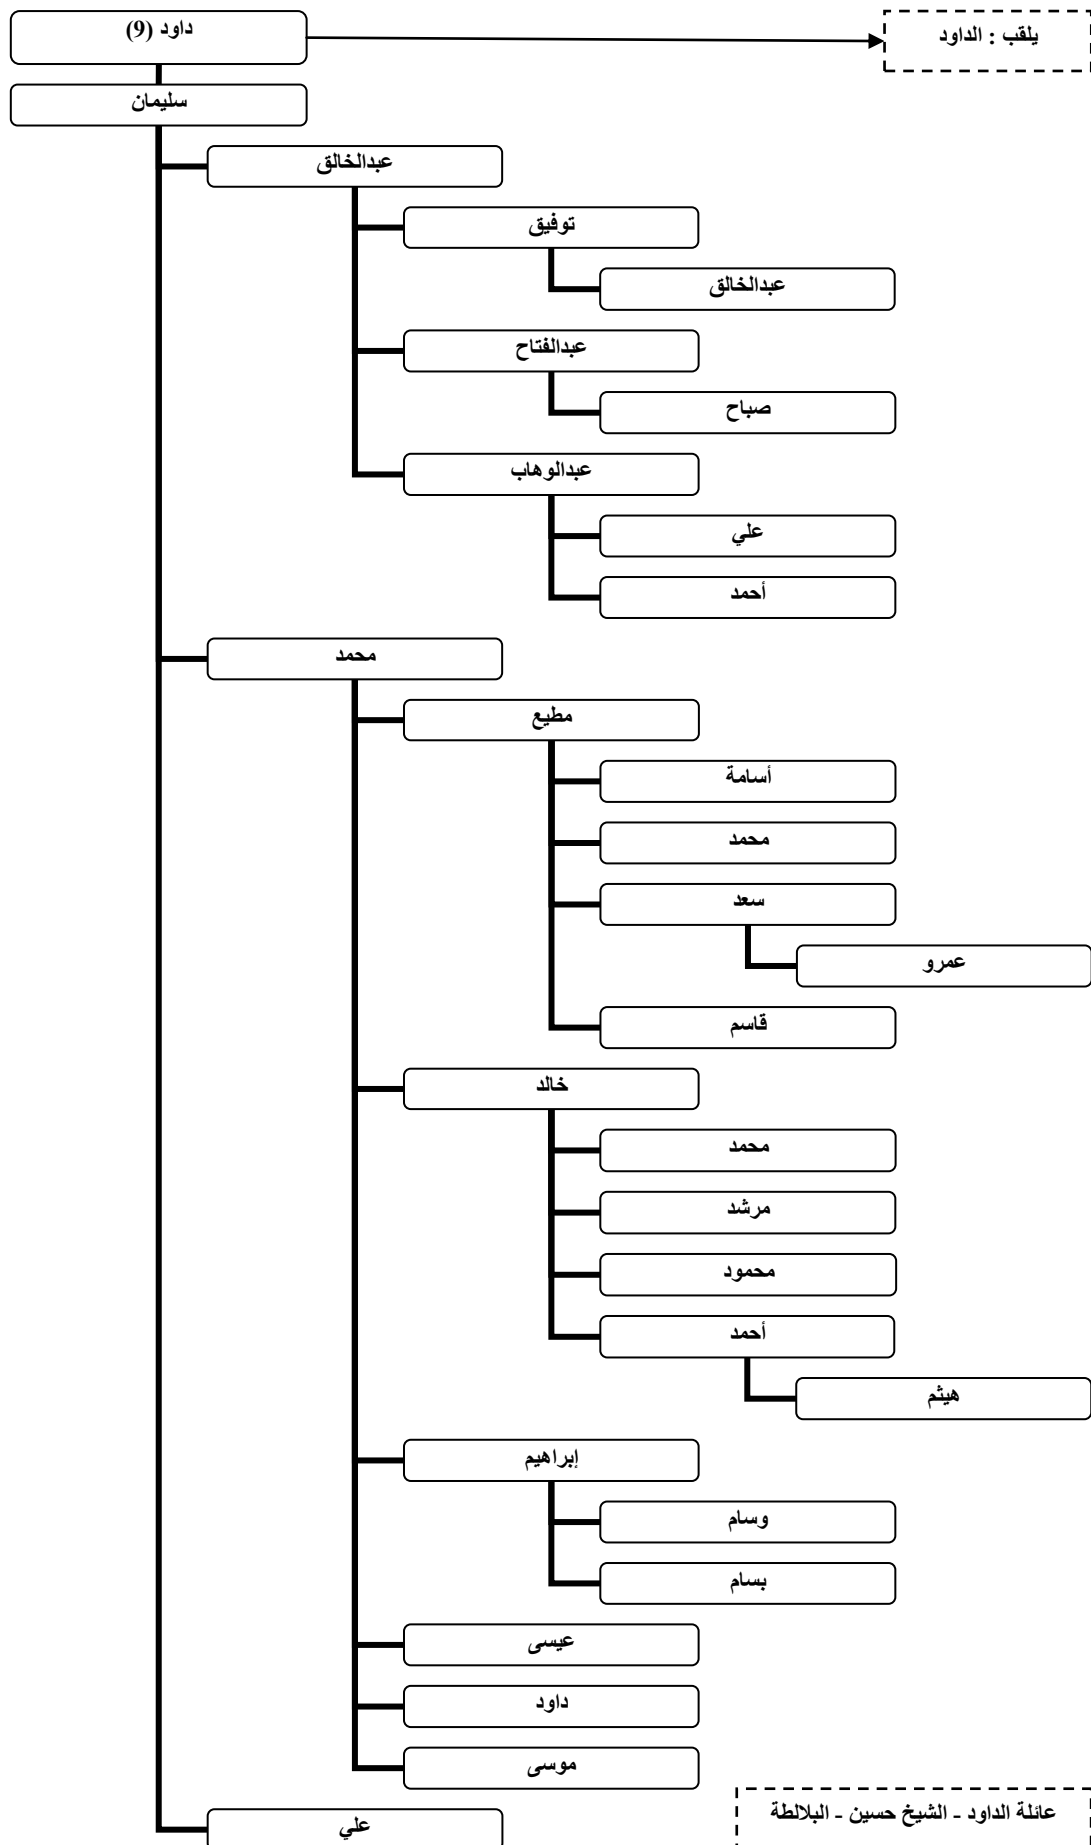 داود (9)
يلقب : الداود
سليمان
عبدالخالق
توفيق
عبدالخالق
عبدالفتاح
صباح
عبدالوهاب
علي
أحمد
محمد
مطيع
أسامة
محمد
سعد
عمرو
قاسم
خالد
محمد
مرشد
محمود
أحمد
هيثم
إبراهيم
وسام
بسام
عيسى
داود
موسى
عائلة الداود - الشيخ حسين - البلالطة
علي